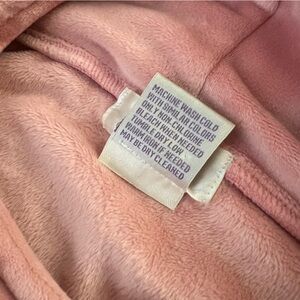 MACHINE WASH COLD
WITH SIMILAR COLORS
ONLY NON-CHLORINE
BLEACH WHEN NEEDED
TUMBLE DRY LOW
WARM IRON IF NEEDED
MAY BE DRY CLEANED